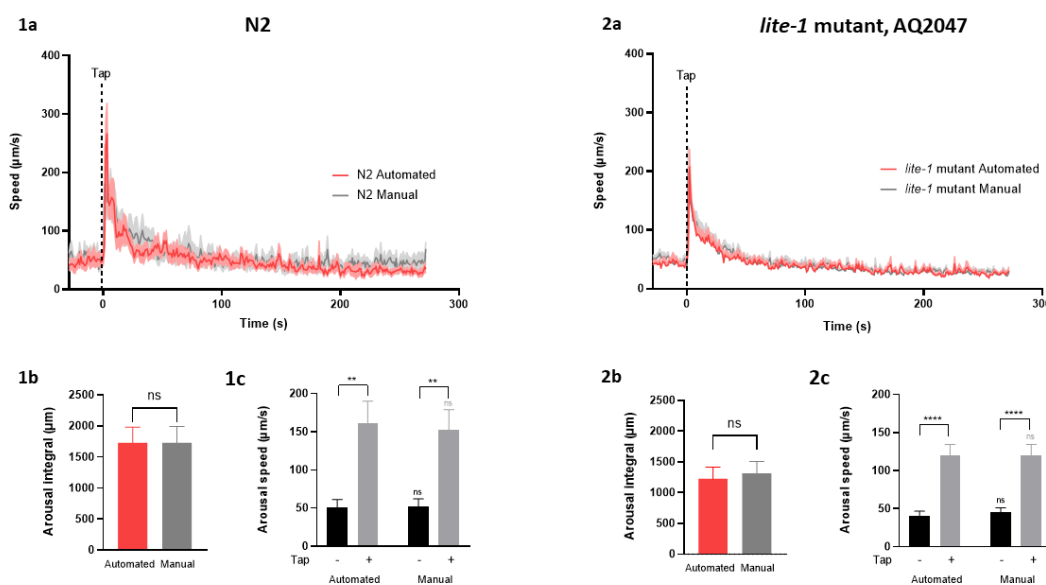 1a
N2
Tap
400
300
200
100
0
Speed (µm/s)
0
100
200
300
Time (s)
N2 Automated
N2 Manual
2a
lite-1 mutant, AQ2047
Tap
400
300
200
100
0
Speed (µm/s)
0
100
200
300
Time (s)
lite-1 mutant Automated
lite-1 mutant Manual
1b
2500
2000
1500
1000
500
0
Arousal integral (µm)
ns
Automated
Manual
1c
200
150
100
50
0
Arousal speed (µm/s)
**
**
ns
ns
Tap
-
+
-
+
Automated
Manual
2b
2500
2000
1500
1000
500
0
Arousal integral (µm)
ns
Automated
Manual
2c
200
150
100
50
0
Arousal speed (µm/s)
****
****
ns
ns
Tap
-
+
-
+
Automated
Manual